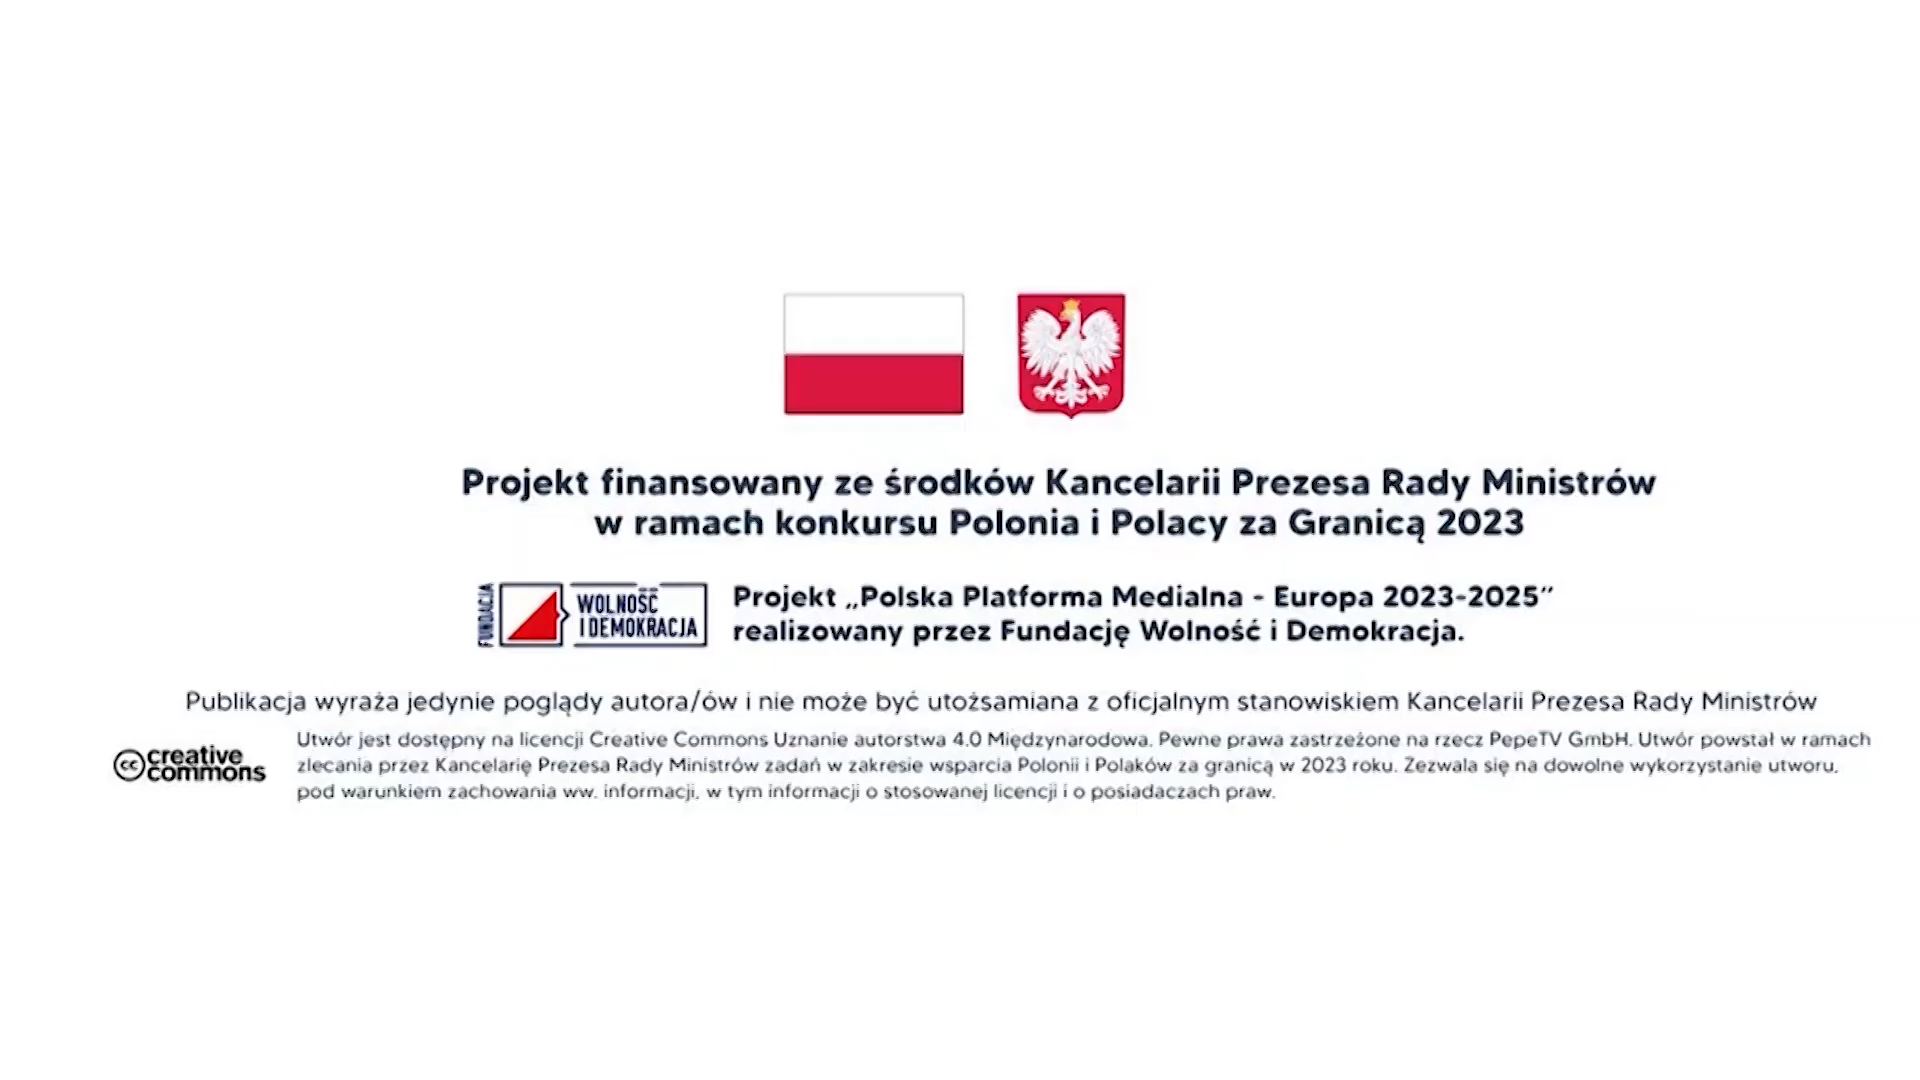 Projekt finansowany ze środków Kancelarii Prezesa Rady Ministrów
w ramach konkursu Polonia i Polacy za Granicą 2023
FUNDACJA
WOLNOŚĆ
I DEMOKRACJA
Projekt „Polska Platforma Medialna - Europa 2023-2025”
realizowany przez Fundację Wolność i Demokracja.
Publikacja wyraża jedynie poglądy autora/ów i nie może być utożsamiana z oficjalnym stanowiskiem Kancelarii Prezesa Rady Ministrów
cc creative
commons
Utwór jest dostępny na licencji Creative Commons Uznanie autorstwa 4.0 Międzynarodowa. Pewne prawa zastrzeżone na rzecz PepeTV GmbH. Utwór powstał w ramach
zlecania przez Kancelarię Prezesa Rady Ministrów zadań w zakresie wsparcia Polonii i Polaków za granicą w 2023 roku. Zezwala się na dowolne wykorzystanie utworu,
pod warunkiem zachowania ww. informacji, w tym informacji o stosowanej licencji i o posiadaczach praw.